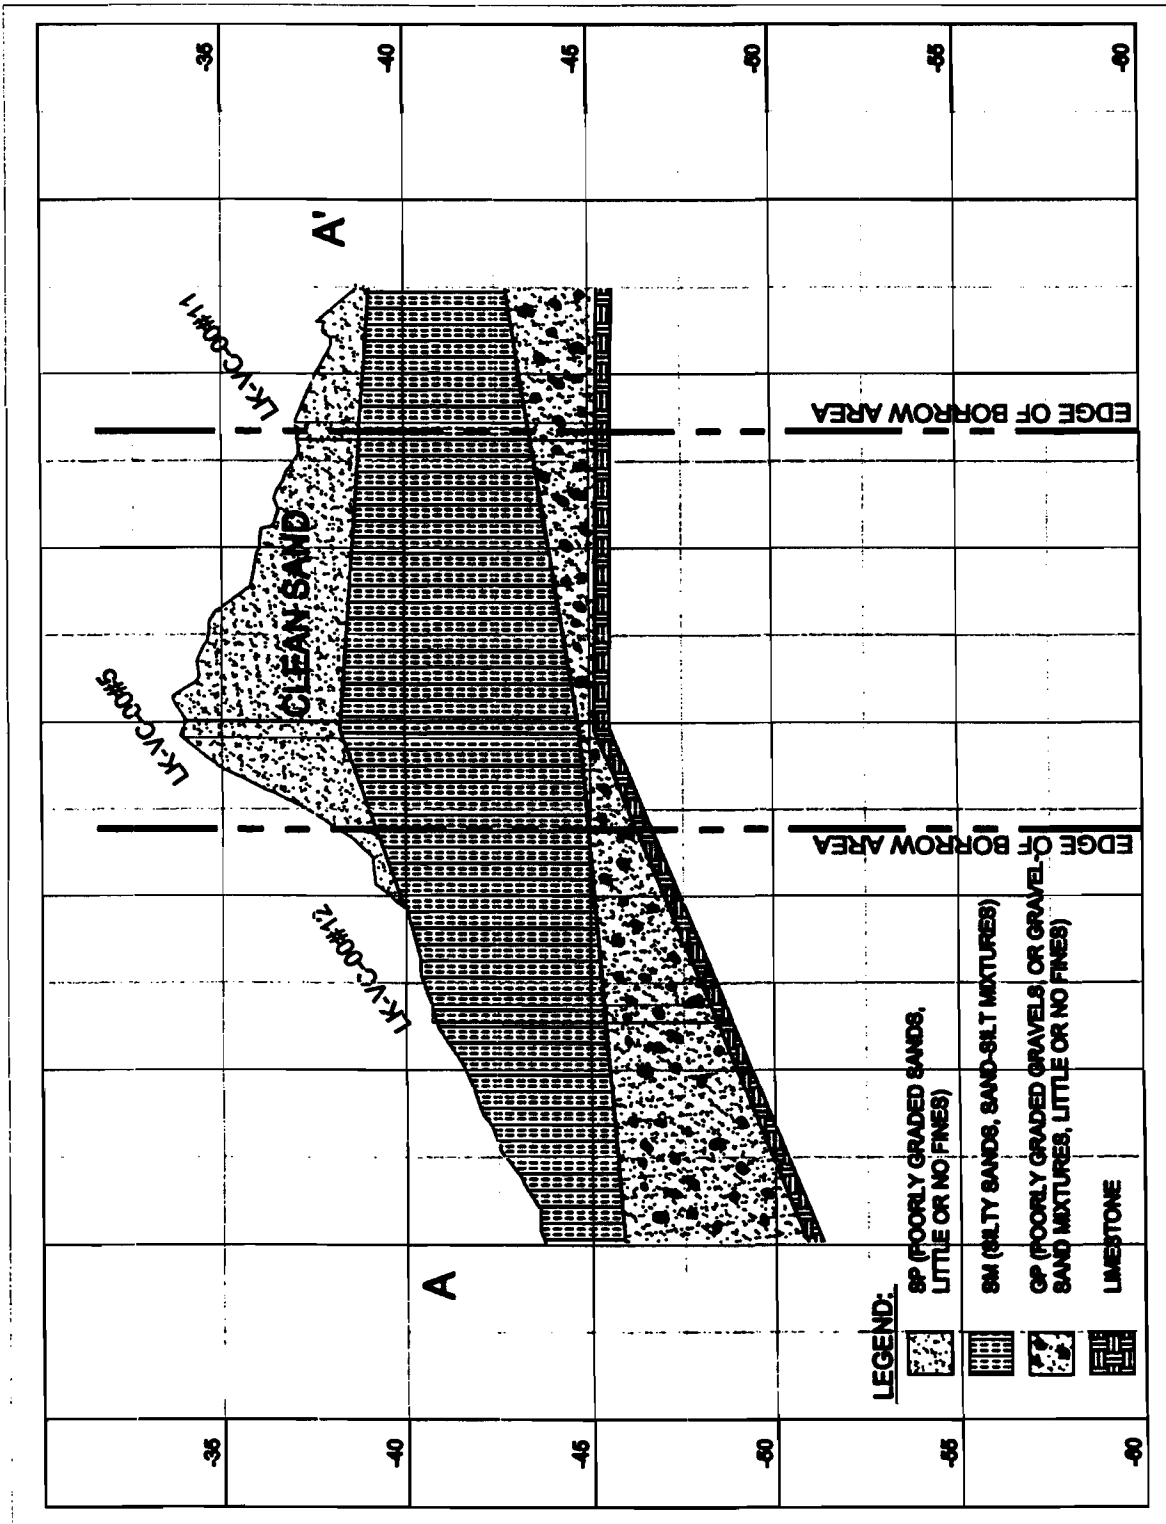 -35
-40
-45
-50
-55
-60
A
A'
LK-VC-00#12
LK-VC-00#5
LK-VC-00#11
CLEAN SAND
EDGE OF BORROW AREA
EDGE OF BORROW AREA
-35
-40
-45
-50
-55
-60
LEGEND:
SP (POORLY GRADED SANDS,
LITTLE OR NO FINES)
SM (SILTY SANDS, SAND-SILT MIXTURES)
GP (POORLY GRADED GRAVELS, OR GRAVEL-
SAND MIXTURES, LITTLE OR NO FINES)
LIMESTONE